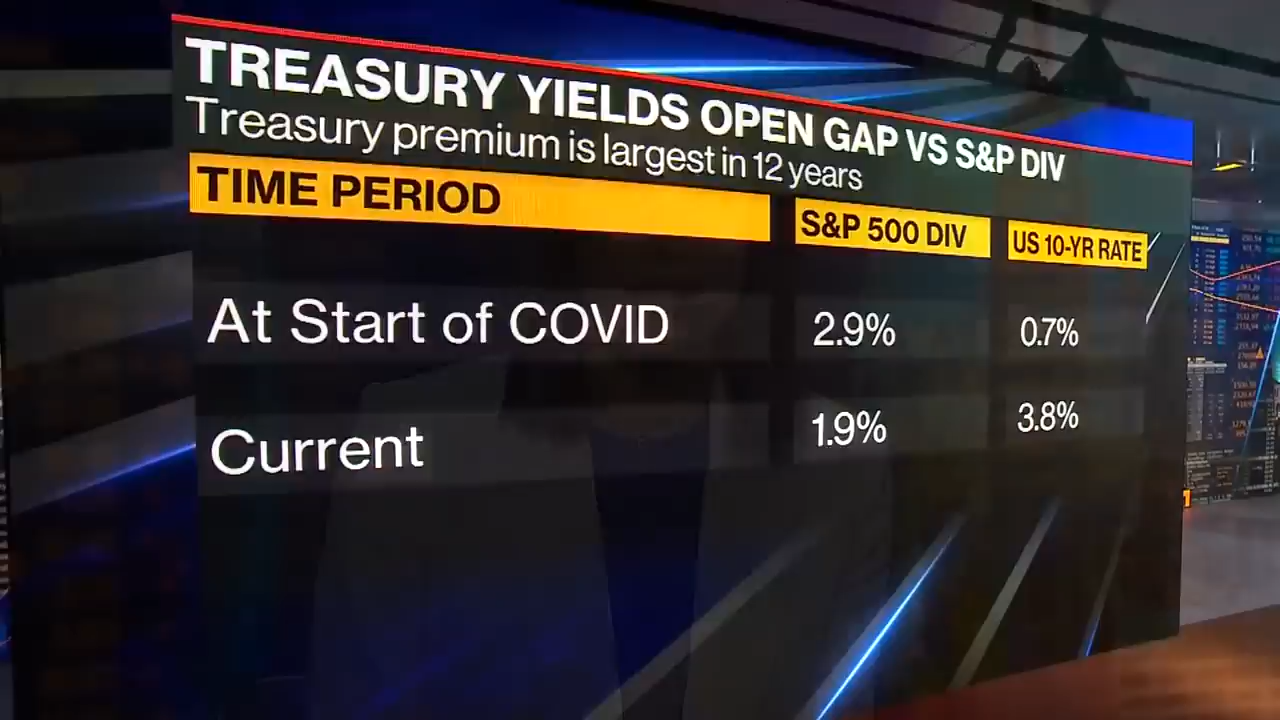 TREASURY YIELDS OPEN GAP VS S&P DIV
Treasury premium is largest in 12 years
TIME PERIOD S&P 500 DIV US 10-YR RATE
At Start of COVID 2.9% 0.7%
Current 1.9% 3.8%